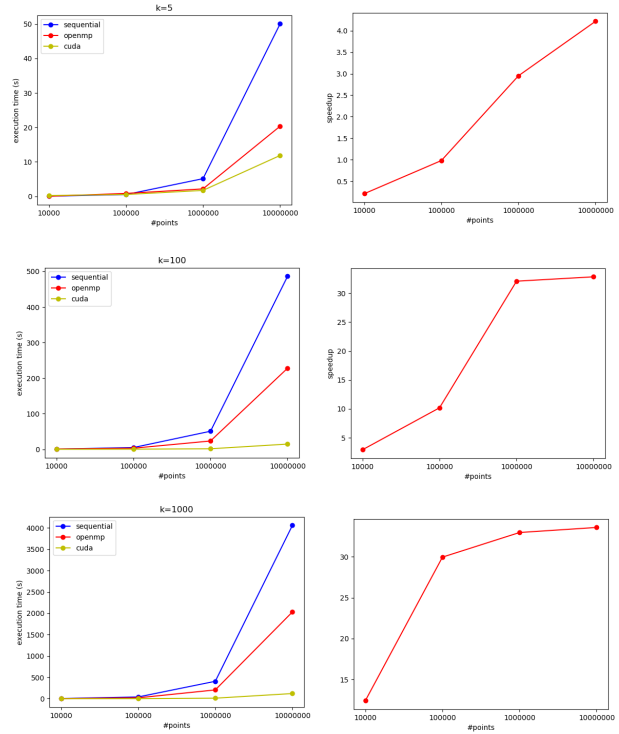 k=5
sequential
openmp
cuda
execution time (s)
50
40
30
20
10
0
10000 100000 1000000 10000000
#points
speedup
4.0
3.5
3.0
2.5
2.0
1.5
1.0
0.5
10000 100000 1000000 10000000
#points
k=100
sequential
openmp
cuda
execution time (s)
500
400
300
200
100
0
10000 100000 1000000 10000000
#points
speedup
30
25
20
15
10
5
10000 100000 1000000 10000000
#points
k=1000
sequential
openmp
cuda
execution time (s)
4000
3500
3000
2500
2000
1500
1000
500
0
10000 100000 1000000 10000000
#points
30
25
20
15
10000 100000 1000000 10000000
#points